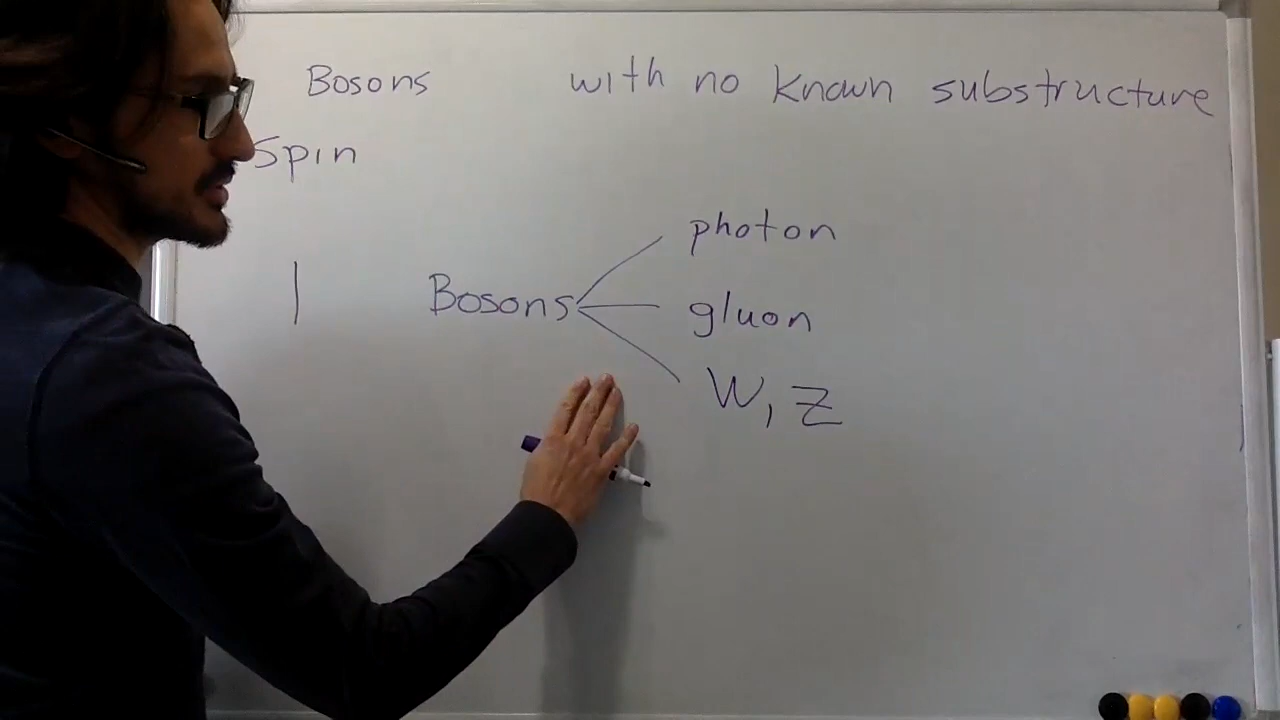 Bosons with no known substructure
Spin
photon
1 Bosons gluon
W, Z